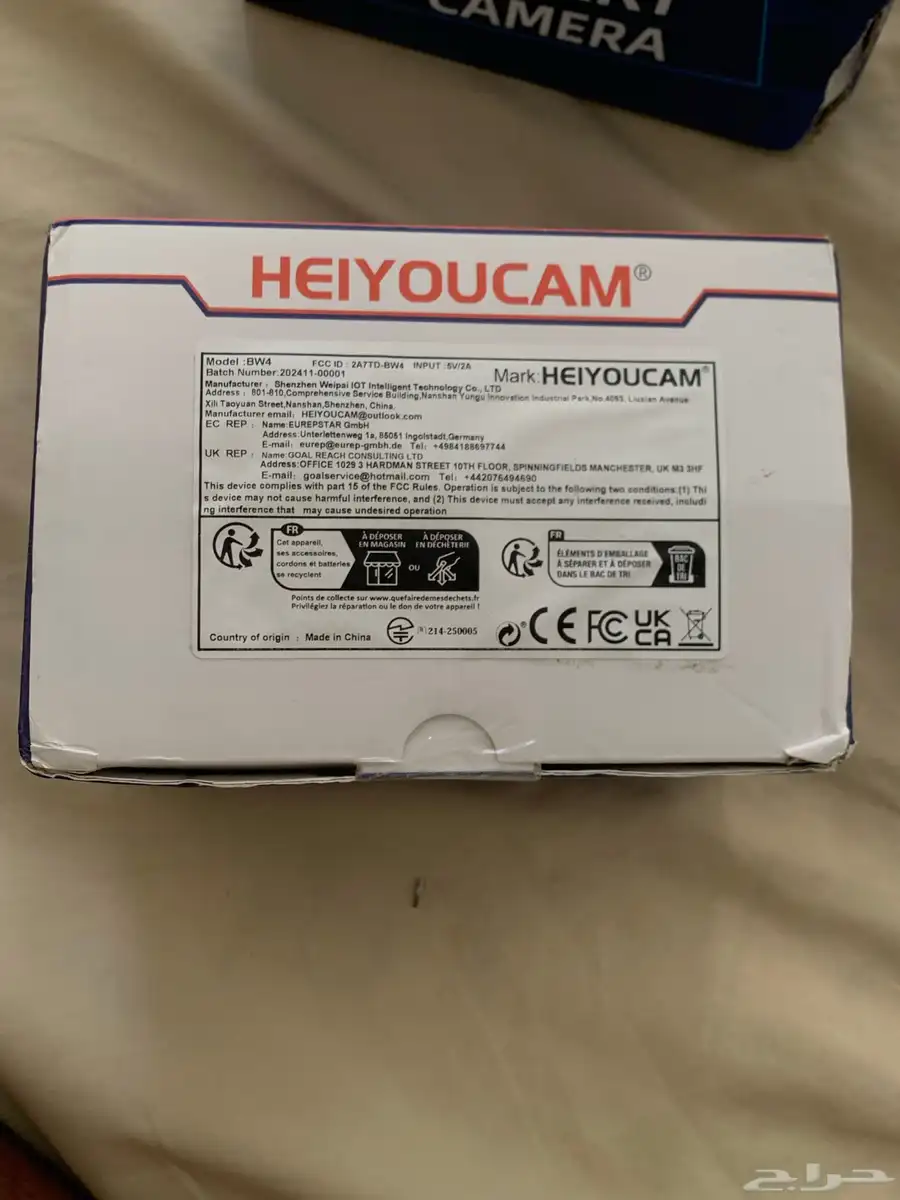 CAMERA
HEIYOUCAM®
Model :BW4 FCC ID : 2A7TD-BW4 INPUT :5V/2A
Batch Number:202411-00001
Mark:HEIYOUCAM®
Manufacturer : Shenzhen Weipai IOT Intelligent Technology Co., LTD
Address : 801-810,Comprehensive Service Building,Nanshan Yungu Innovation Industrial Park,No.4093, Liuxian Avenue
Xili Taoyuan Street,Nanshan,Shenzhen, China.
Manufacturer email: HEIYOUCAM@outlook.com
EC REP : Name:EUREPSTAR GmbH
Address:Unterlettenweg 1a, 85051 Ingolstadt,Germany
E-mail: eurep@eurep-gmbh.de Tel: +4984188697744
UK REP : Name:GOAL REACH CONSULTING LTD
Address:OFFICE 1029 3 HARDMAN STREET 10TH FLOOR, SPINNINGFIELDS MANCHESTER, UK M3 3HF
E-mail: goalservice@hotmail.com Tel: +442076494690
This device complies with part 15 of the FCC Rules. Operation is subject to the following two conditions:(1) Thi
s device may not cause harmful interference, and (2) This device must accept any interference received, includi
ng interference that may cause undesired operation
FR
Cet appareil,
ses accessoires,
cordons et batteries
se recyclent
À DÉPOSER
EN MAGASIN
OU
À DÉPOSER
EN DÉCHÈTERIE
Points de collecte sur www.quefairedemesdechets.fr
Privilégiez la réparation ou le don de votre appareil !
FR
ÉLÉMENTS D'EMBALLAGE
À SÉPARER ET À DÉPOSER
DANS LE BAC DE TRI
BAC
DE
TRI
Country of origin : Made in China
R 214-250005
® CE FC UK
CA
حراج